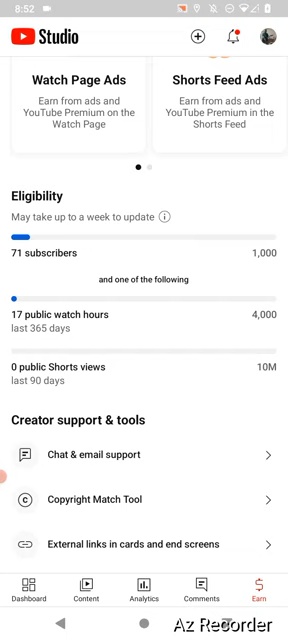 8:52
Studio
Watch Page Ads
Earn from ads and
YouTube Premium on the
Watch Page
Shorts Feed Ads
Earn from ads and
YouTube Premium in the
Shorts Feed
Eligibility
May take up to a week to update
71 subscribers 1,000
and one of the following
17 public watch hours 4,000
last 365 days
0 public Shorts views 10M
last 90 days
Creator support & tools
Chat & email support
Copyright Match Tool
External links in cards and end screens
Dashboard Content Analytics Comments Earn
Az Recorder